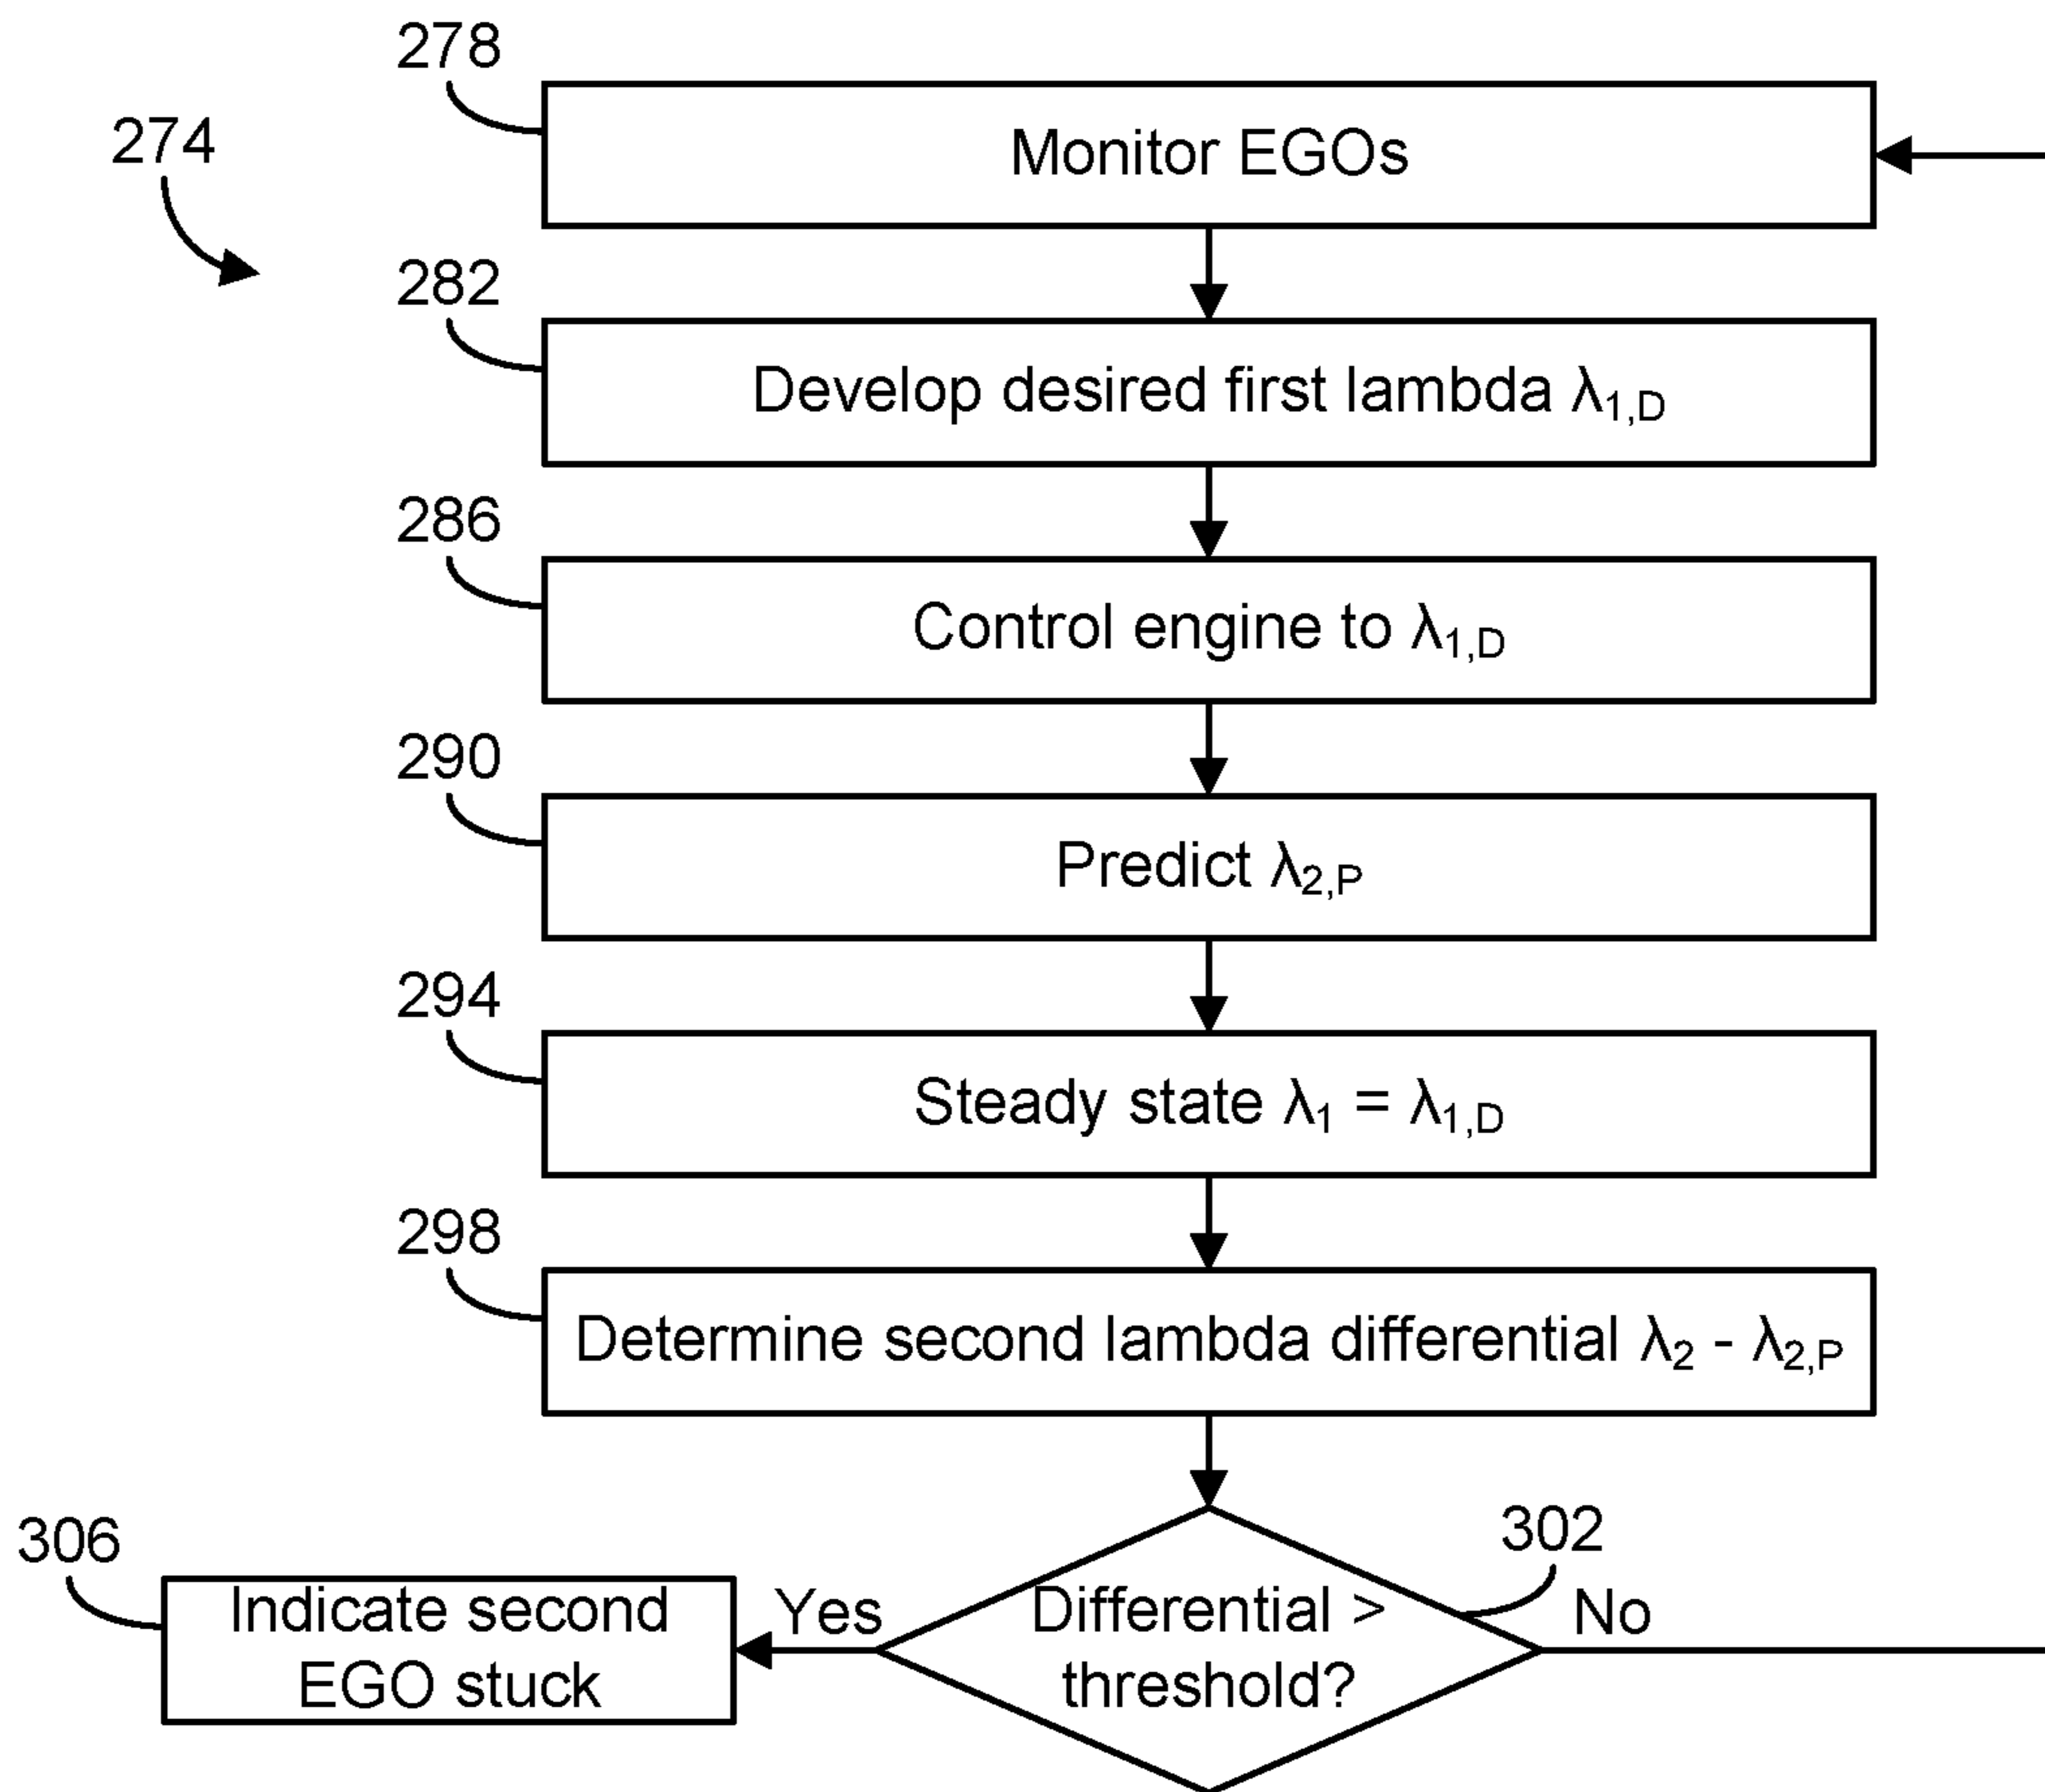 278
274
Monitor EGOs
282
Develop desired first lambda λ1,D
286
Control engine to λ1,D
290
Predict λ2,P
294
Steady state λ1 = λ1,D
298
Determine second lambda differential λ2 - λ2,P
306
302
Indicate second
EGO stuck
Yes
Differential >
threshold?
No